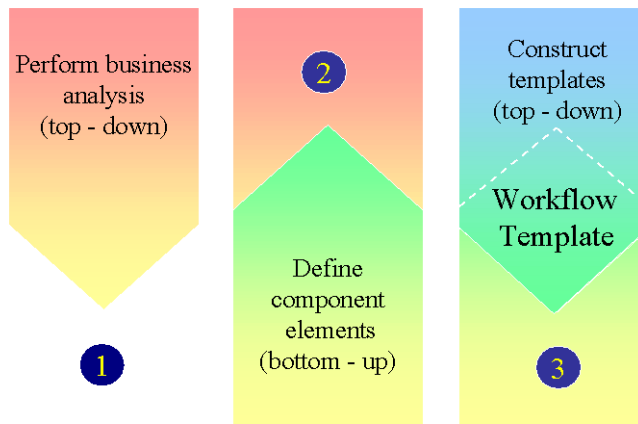 Perform business
analysis
(top - down)
1
2
Define
component
elements
(bottom - up)
Construct
templates
(top - down)
Workflow
Template
3